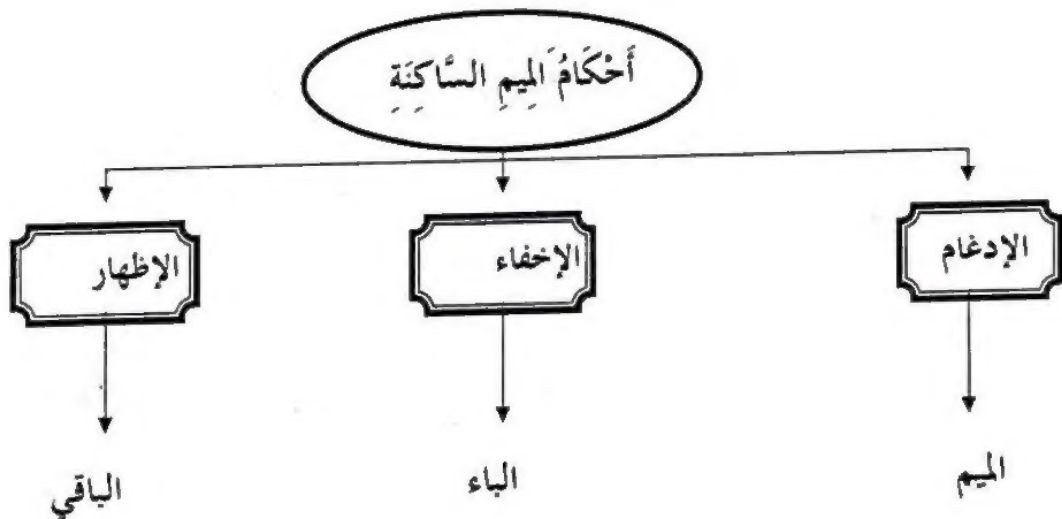 أَحْكَامُ المِيمِ السَّاكِنَةِ
الإدغام
الإخفاء
الإظهار
الميم
الباء
الباقي